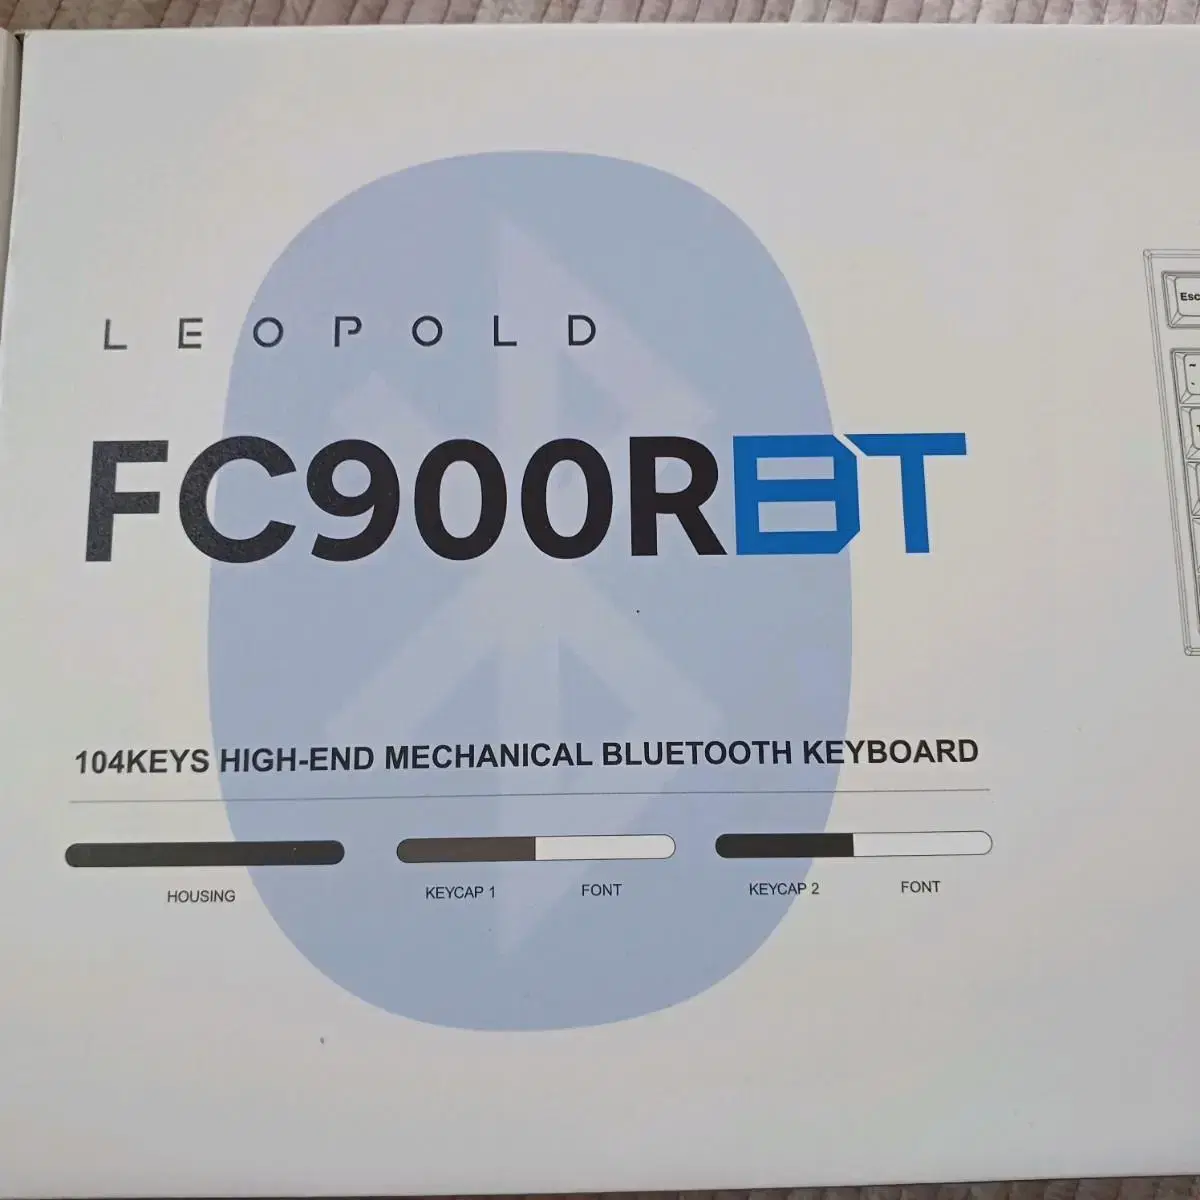 LEOPOLD
FC900RBT
104KEYS HIGH-END MECHANICAL BLUETOOTH KEYBOARD
HOUSING
KEYCAP 1 FONT
KEYCAP 2 FONT
Esc
~